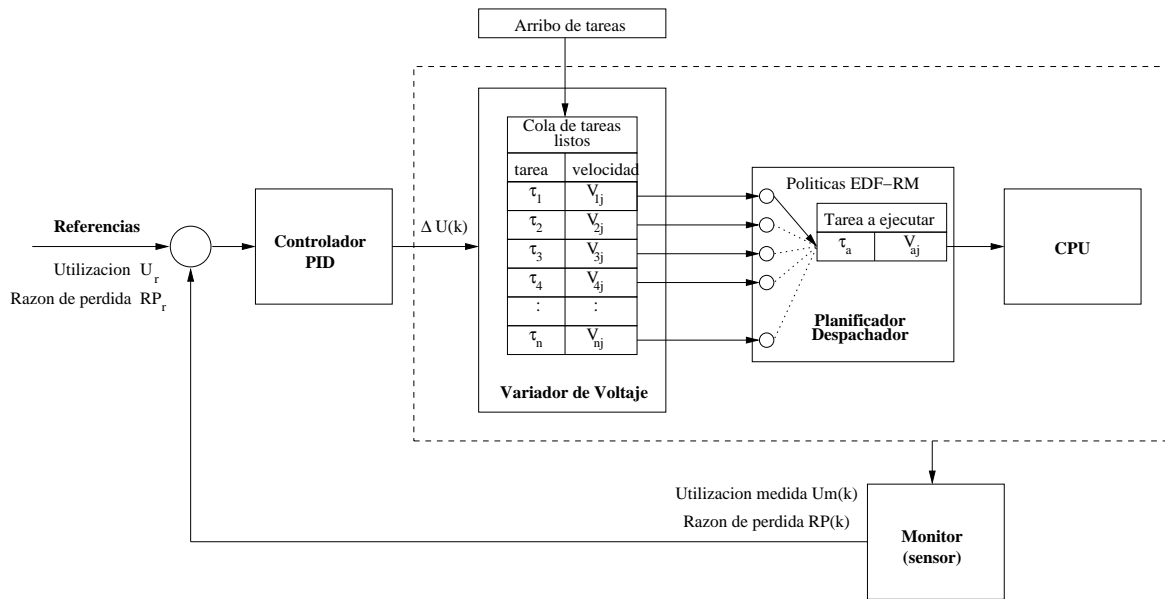 Arribo de tareas
Cola de tareas
listos
tarea velocidad
τ1 V1j
τ2 V2j
τ3 V3j
τ4 V4j
: :
τn Vnj
Variador de Voltaje
Politicas EDF−RM
Tarea a ejecutar
τa Vaj
Planificador
Despachador
CPU
Referencias
Utilizacion Ur
Razon de perdida RPr
Controlador
PID
Δ U(k)
Utilizacion medida Um(k)
Razon de perdida RP(k)
Monitor
(sensor)